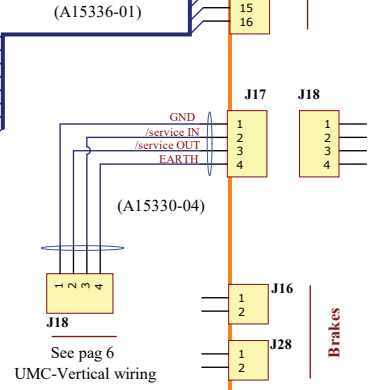 (A15336-01)
15
16
J17
J18
GND
/service IN
/service OUT
EARTH
1
2
3
4
1
2
3
4
(A15330-04)
1
2
3
4
J18
See pag 6
UMC-Vertical wiring
J16
1
2
J28
1
2
Brakes